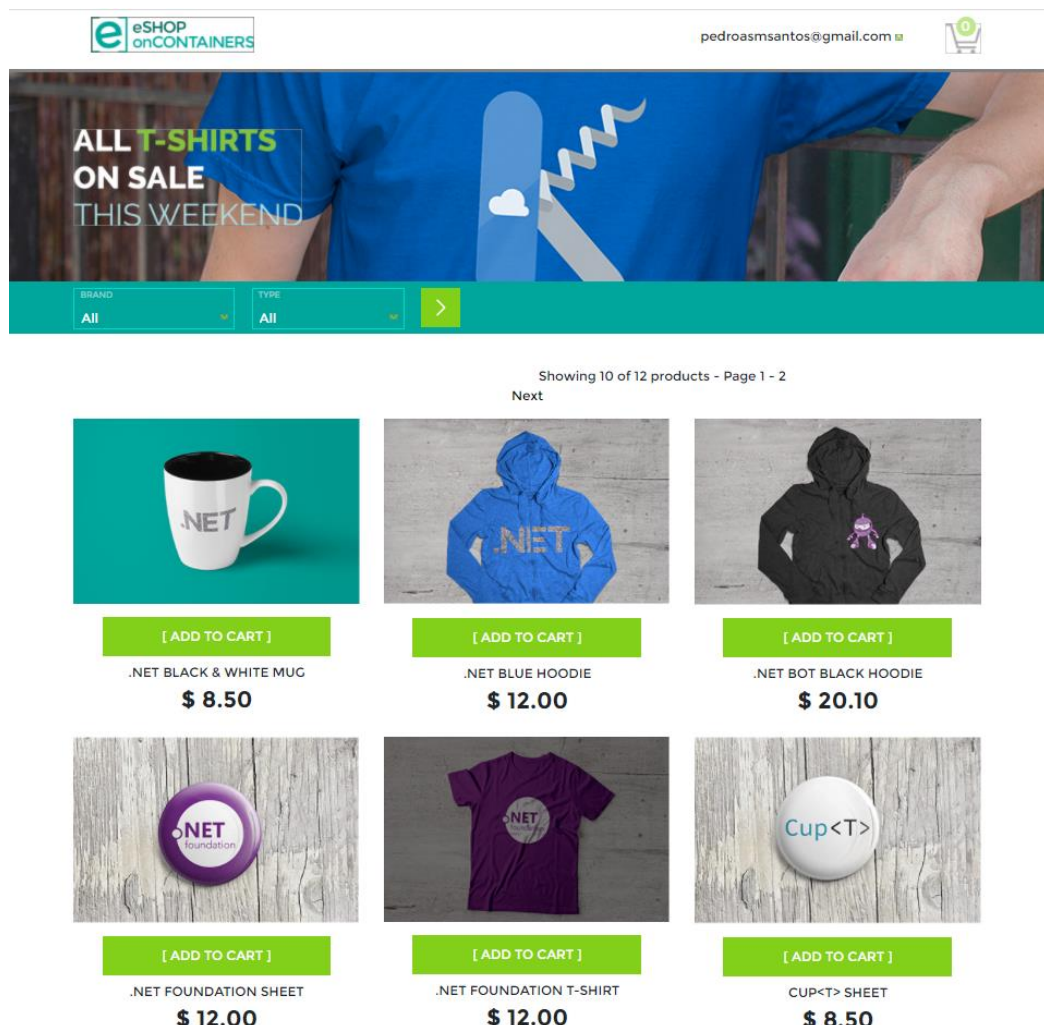 e eSHOP
onCONTAINERS
pedroasmsantos@gmail.com
0
ALL T-SHIRTS
ON SALE
THIS WEEKEND
BRAND
All
TYPE
All
Showing 10 of 12 products - Page 1 - 2
Next
.NET
.NET
[ ADD TO CART ]
[ ADD TO CART ]
[ ADD TO CART ]
.NET BLACK & WHITE MUG
.NET BLUE HOODIE
.NET BOT BLACK HOODIE
$ 8.50
$ 12.00
$ 20.10
.NET
foundation
.NET
foundation
Cup<T>
[ ADD TO CART ]
[ ADD TO CART ]
[ ADD TO CART ]
.NET FOUNDATION SHEET
.NET FOUNDATION T-SHIRT
CUP<T> SHEET
$ 12.00
$ 12.00
$ 8.50